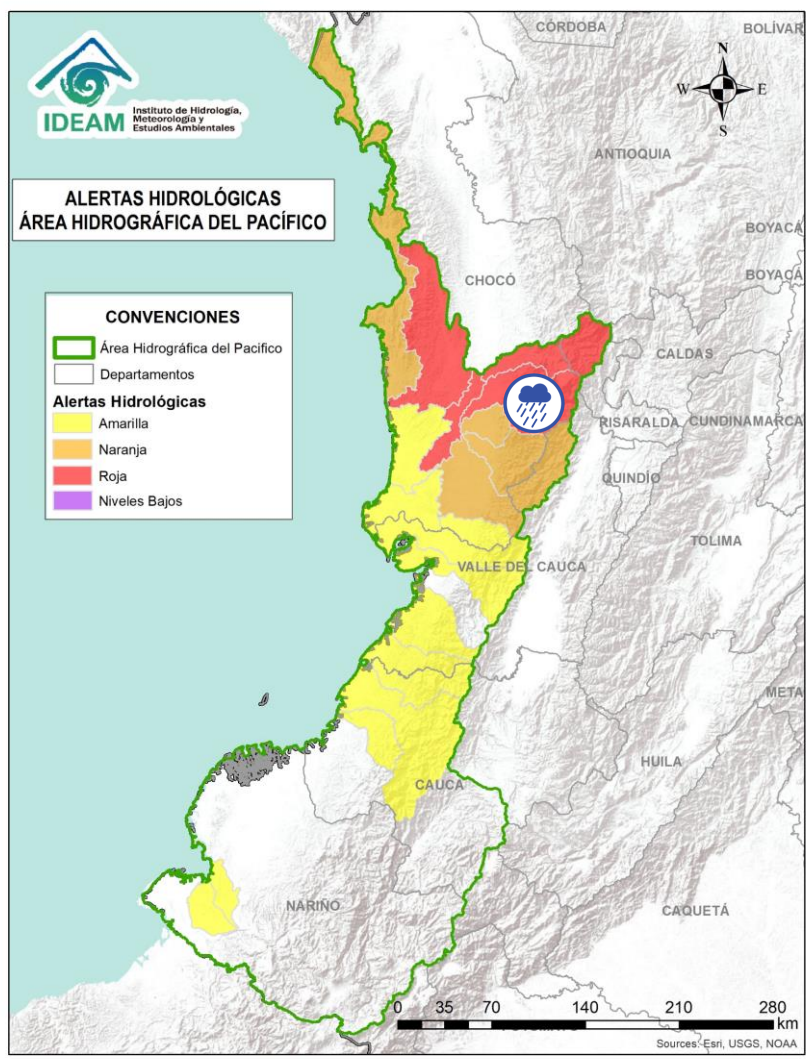 CÓRDOBA
BOLÍVAR
IDEAM
Instituto de Hidrología,
Meteorología y
Estudios Ambientales
N
W
E
S
ANTIOQUIA
ALERTAS HIDROLÓGICAS
ÁREA HIDROGRÁFICA DEL PACÍFICO
BOYACÁ
BOYACÁ
CHOCÓ
CONVENCIONES
Área Hidrográfica del Pacifico
Departamentos
Alertas Hidrológicas
Amarilla
Naranja
Roja
Niveles Bajos
CALDAS
RISARALDA
CUNDINAMARCA
QUINDÍO
TOLIMA
VALLE DEL CAUCA
META
HUILA
CAUCA
NARIÑO
CAQUETÁ
0 35 70 140 210 280
km
Sources: Esri, USGS, NOAA